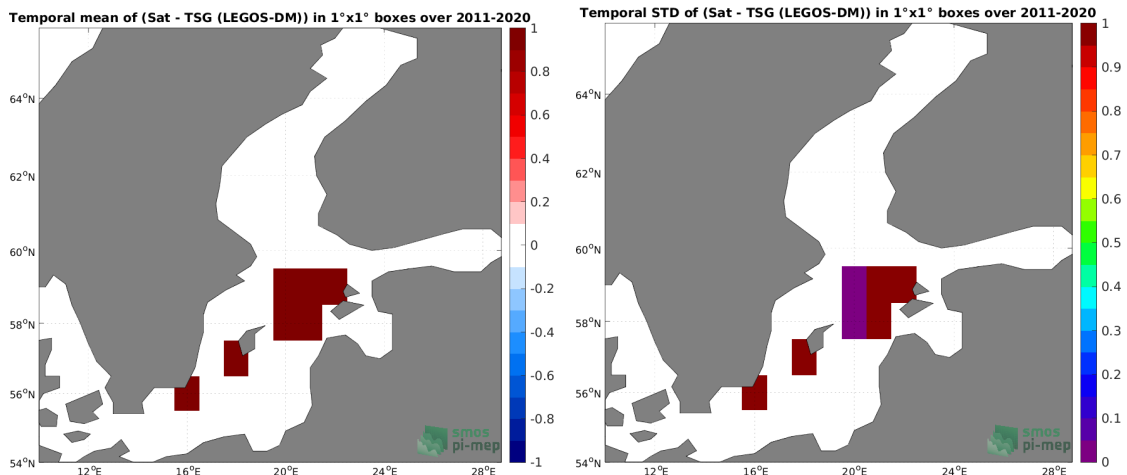 Temporal mean of (Sat - TSG (LEGOS-DM)) in 1°x1° boxes over 2011-2020
64°N
62°N
60°N
58°N
56°N
54°N
12°E
16°E
20°E
24°E
28°E
1
0.8
0.6
0.4
0.2
0
-0.2
-0.4
-0.6
-0.8
-1
smos
pi-mep
Temporal STD of (Sat - TSG (LEGOS-DM)) in 1°x1° boxes over 2011-2020
64°N
62°N
60°N
58°N
56°N
54°N
12°E
16°E
20°E
24°E
28°E
1
0.9
0.8
0.7
0.6
0.5
0.4
0.3
0.2
0.1
0
smos
pi-mep